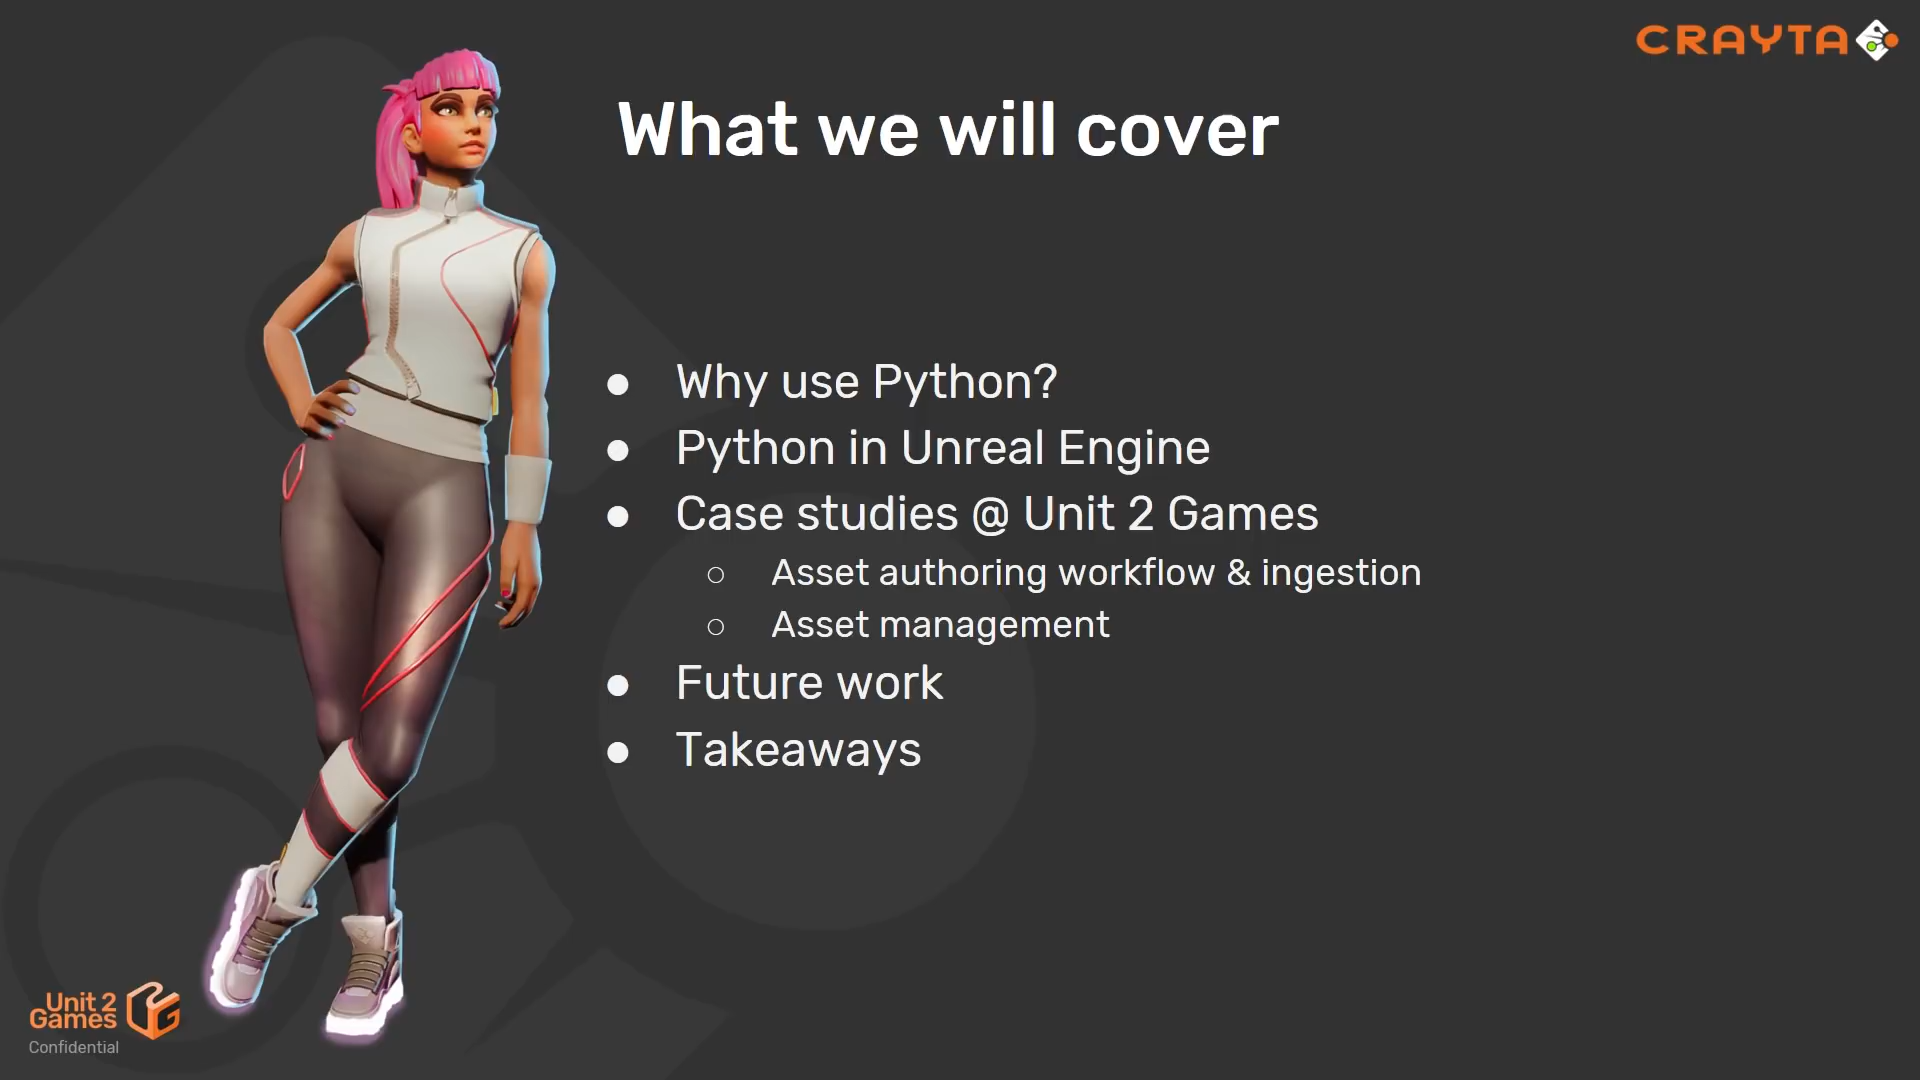 CRAYTA
What we will cover
● Why use Python?
● Python in Unreal Engine
● Case studies @ Unit 2 Games
○ Asset authoring workflow & ingestion
○ Asset management
● Future work
● Takeaways
Unit 2
Games
Confidential